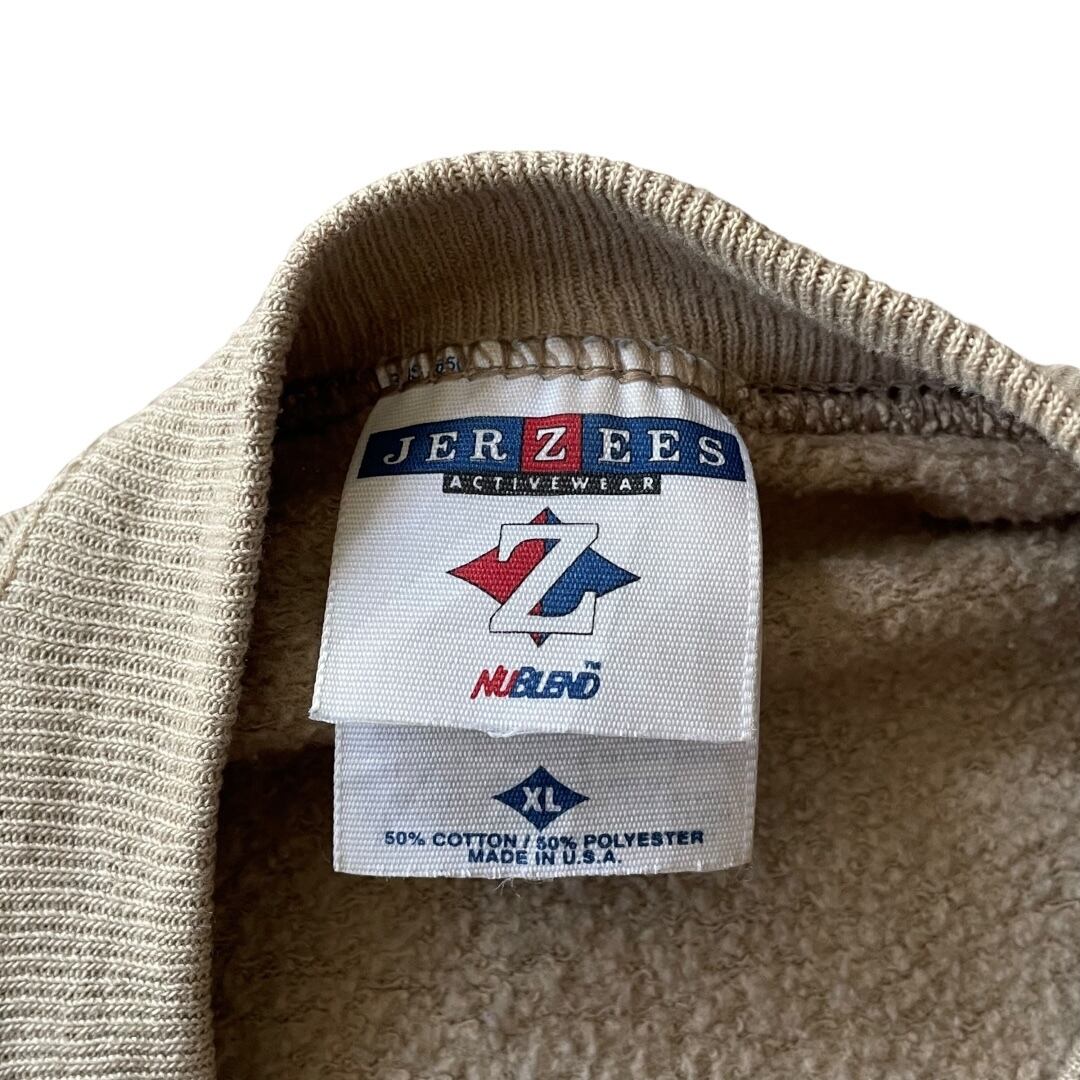 JERZEES
ACTIVEWEAR
Z
NUBLEND™
XL
50% COTTON / 50% POLYESTER
MADE IN U.S.A.